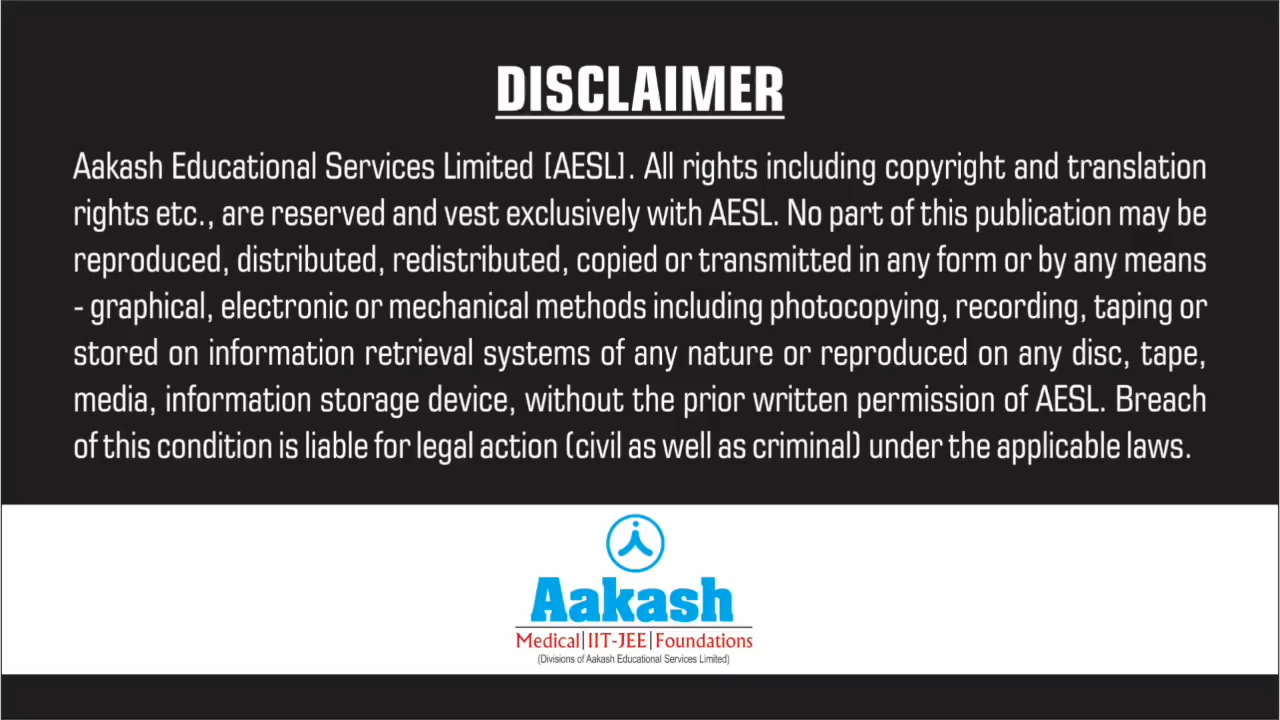 DISCLAIMER
Aakash Educational Services Limited [AESL]. All rights including copyright and translation
rights etc., are reserved and vest exclusively with AESL. No part of this publication may be
reproduced, distributed, redistributed, copied or transmitted in any form or by any means
- graphical, electronic or mechanical methods including photocopying, recording, taping or
stored on information retrieval systems of any nature or reproduced on any disc, tape,
media, information storage device, without the prior written permission of AESL. Breach
of this condition is liable for legal action (civil as well as criminal) under the applicable laws.
Aakash
Medical|IIT-JEE|Foundations
(Divisions of Aakash Educational Services Limited)